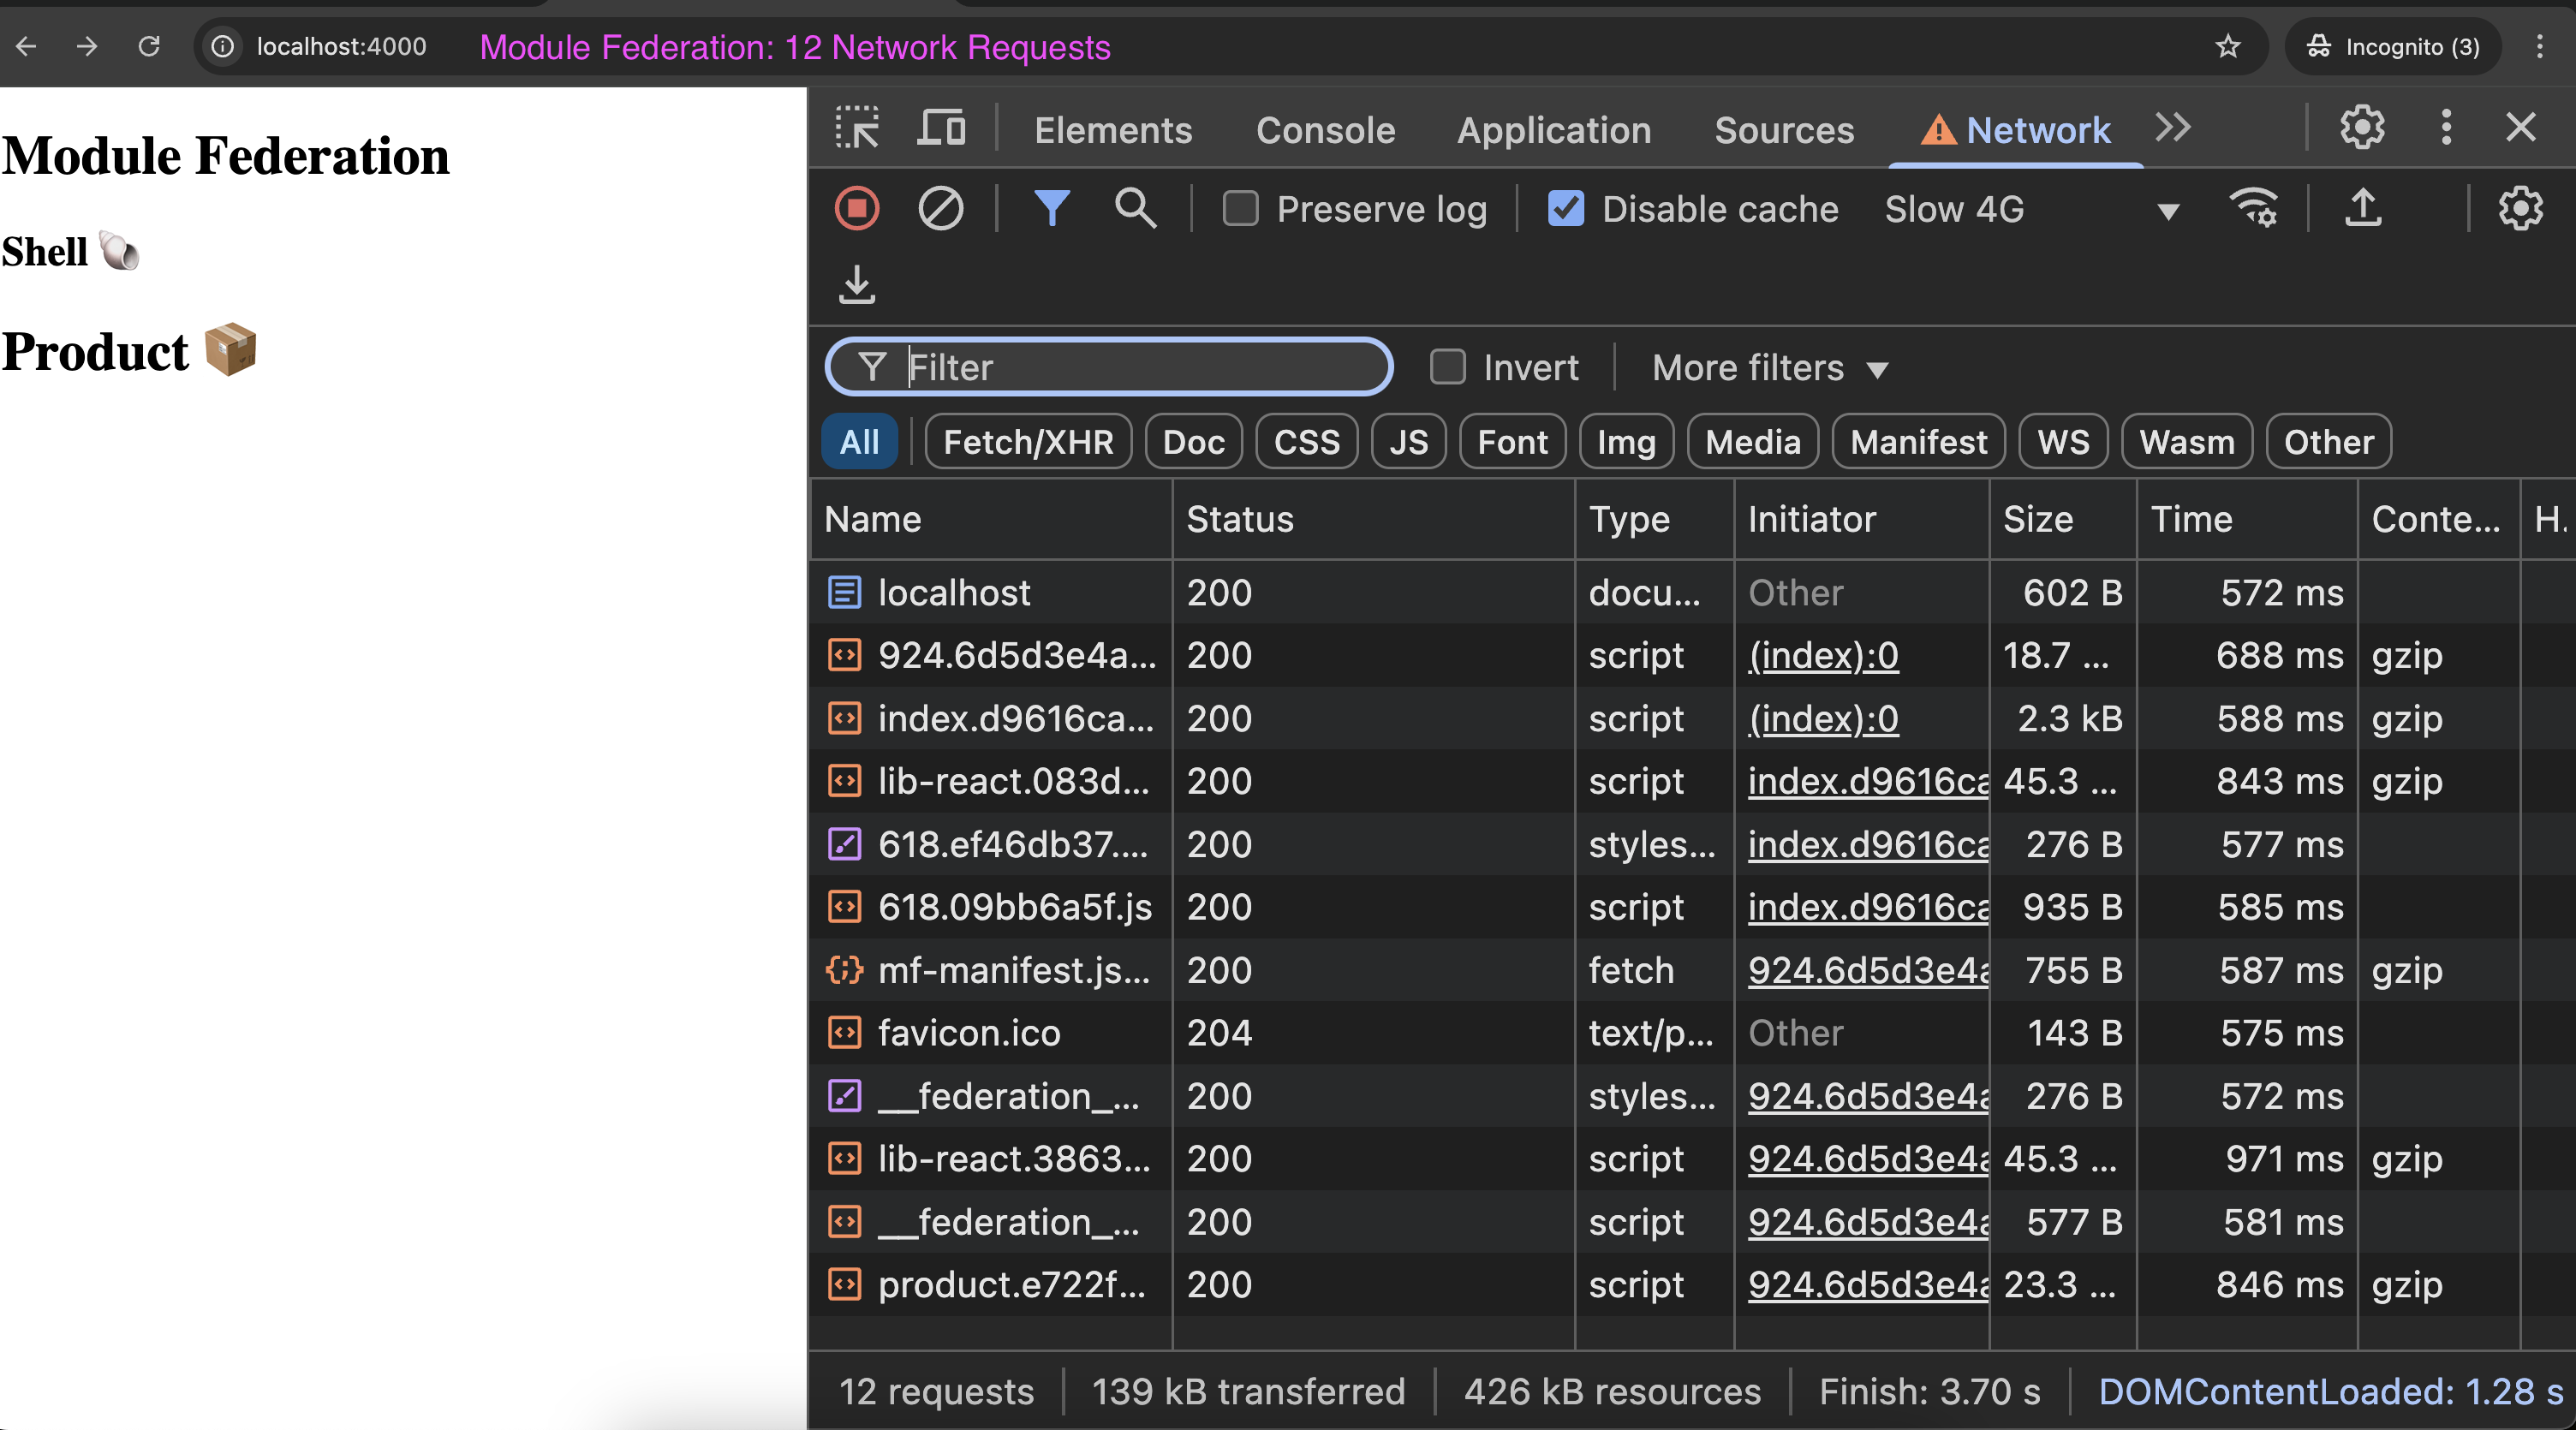 localhost:4000 Module Federation: 12 Network Requests Incognito (3)
Module Federation
Shell
Product
Elements Console Application Sources Network
Preserve log Disable cache Slow 4G
Filter Invert More filters
All Fetch/XHR Doc CSS JS Font Img Media Manifest WS Wasm Other
Name Status Type Initiator Size Time Conte... H.
localhost 200 docu... Other 602 B 572 ms
924.6d5d3e4a... 200 script (index):0 18.7 ... 688 ms gzip
index.d9616ca... 200 script (index):0 2.3 kB 588 ms gzip
lib-react.083d... 200 script index.d9616ca 45.3 ... 843 ms gzip
618.ef46db37.... 200 styles... index.d9616ca 276 B 577 ms
618.09bb6a5f.js 200 script index.d9616ca 935 B 585 ms
mf-manifest.js... 200 fetch 924.6d5d3e4a 755 B 587 ms gzip
favicon.ico 204 text/p... Other 143 B 575 ms
__federation_... 200 styles... 924.6d5d3e4a 276 B 572 ms
lib-react.3863... 200 script 924.6d5d3e4a 45.3 ... 971 ms gzip
__federation_... 200 script 924.6d5d3e4a 577 B 581 ms
product.e722f... 200 script 924.6d5d3e4a 23.3 ... 846 ms gzip
12 requests 139 kB transferred 426 kB resources Finish: 3.70 s DOMContentLoaded: 1.28 s